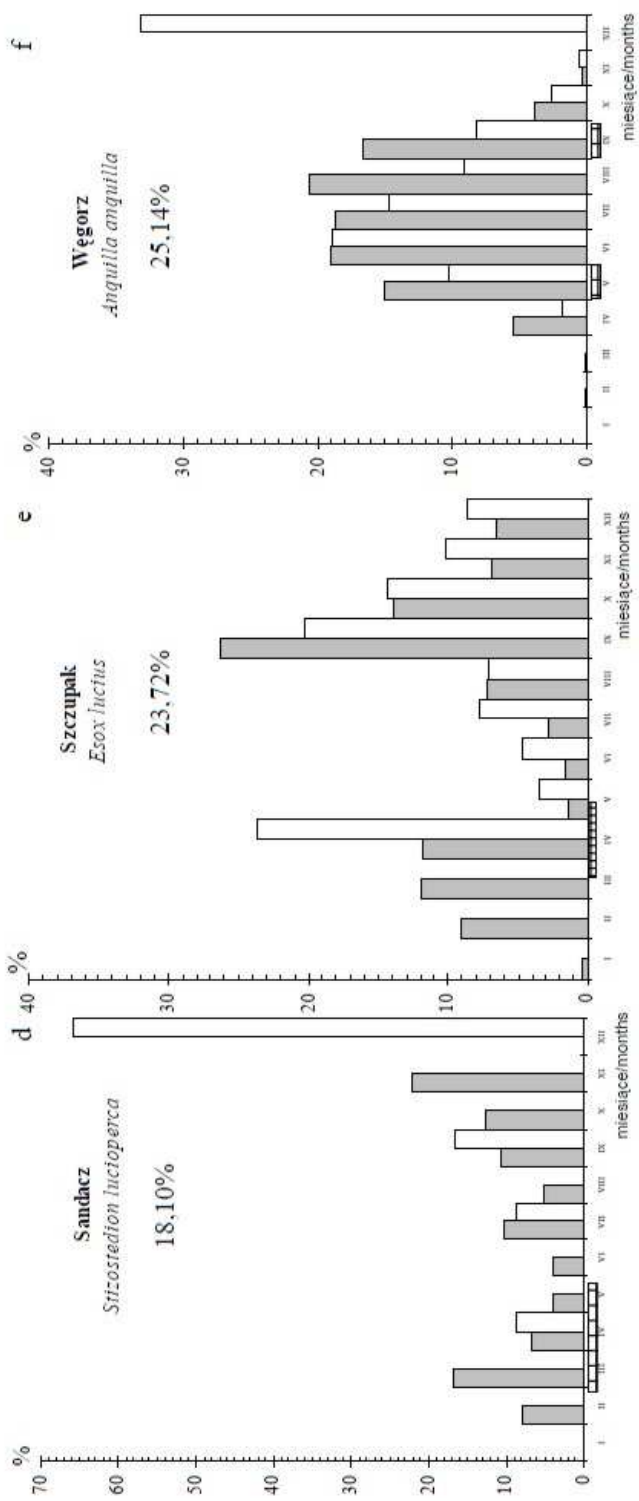 d
Sandacz
Stizostedion lucioperca
18,10%
%
70
60
50
40
30
20
10
0
I
II
III
IV
V
VI
VII
VIII
IX
X
XI
XII
miesiące/months
e
Szczupak
Esox lucius
23,72%
%
40
30
20
10
0
I
II
III
IV
V
VI
VII
VIII
IX
X
XI
XII
miesiące/months
f
Węgorz
Anquilla anquilla
25,14%
%
40
30
20
10
0
I
II
III
IV
V
VI
VII
VIII
IX
X
XI
XII
miesiące/months